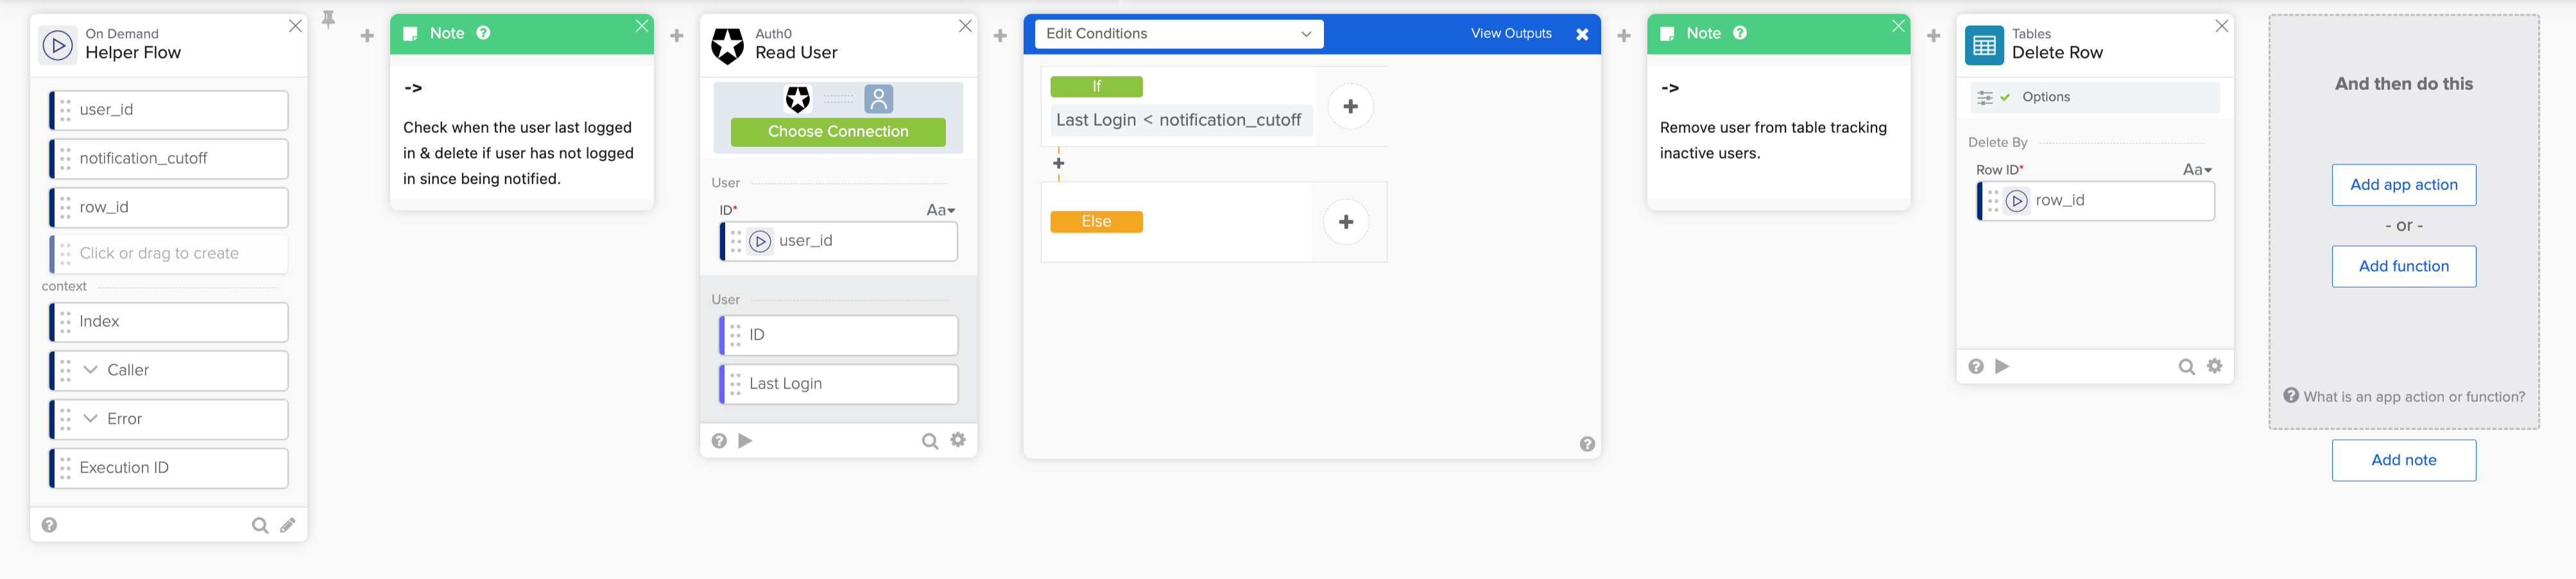 On Demand
Helper Flow
user_id
notification_cutoff
row_id
Click or drag to create
context
Index
Caller
Error
Execution ID
Note
->
Check when the user last logged
in & delete if user has not logged
in since being notified.
Auth0
Read User
Choose Connection
User
ID*
Aa
user_id
User
ID
Last Login
Edit Conditions
View Outputs
If
Last Login < notification_cutoff
Else
Note
->
Remove user from table tracking
inactive users.
Tables
Delete Row
Options
Delete By
Row ID*
Aa
row_id
And then do this
Add app action
- or -
Add function
What is an app action or function?
Add note